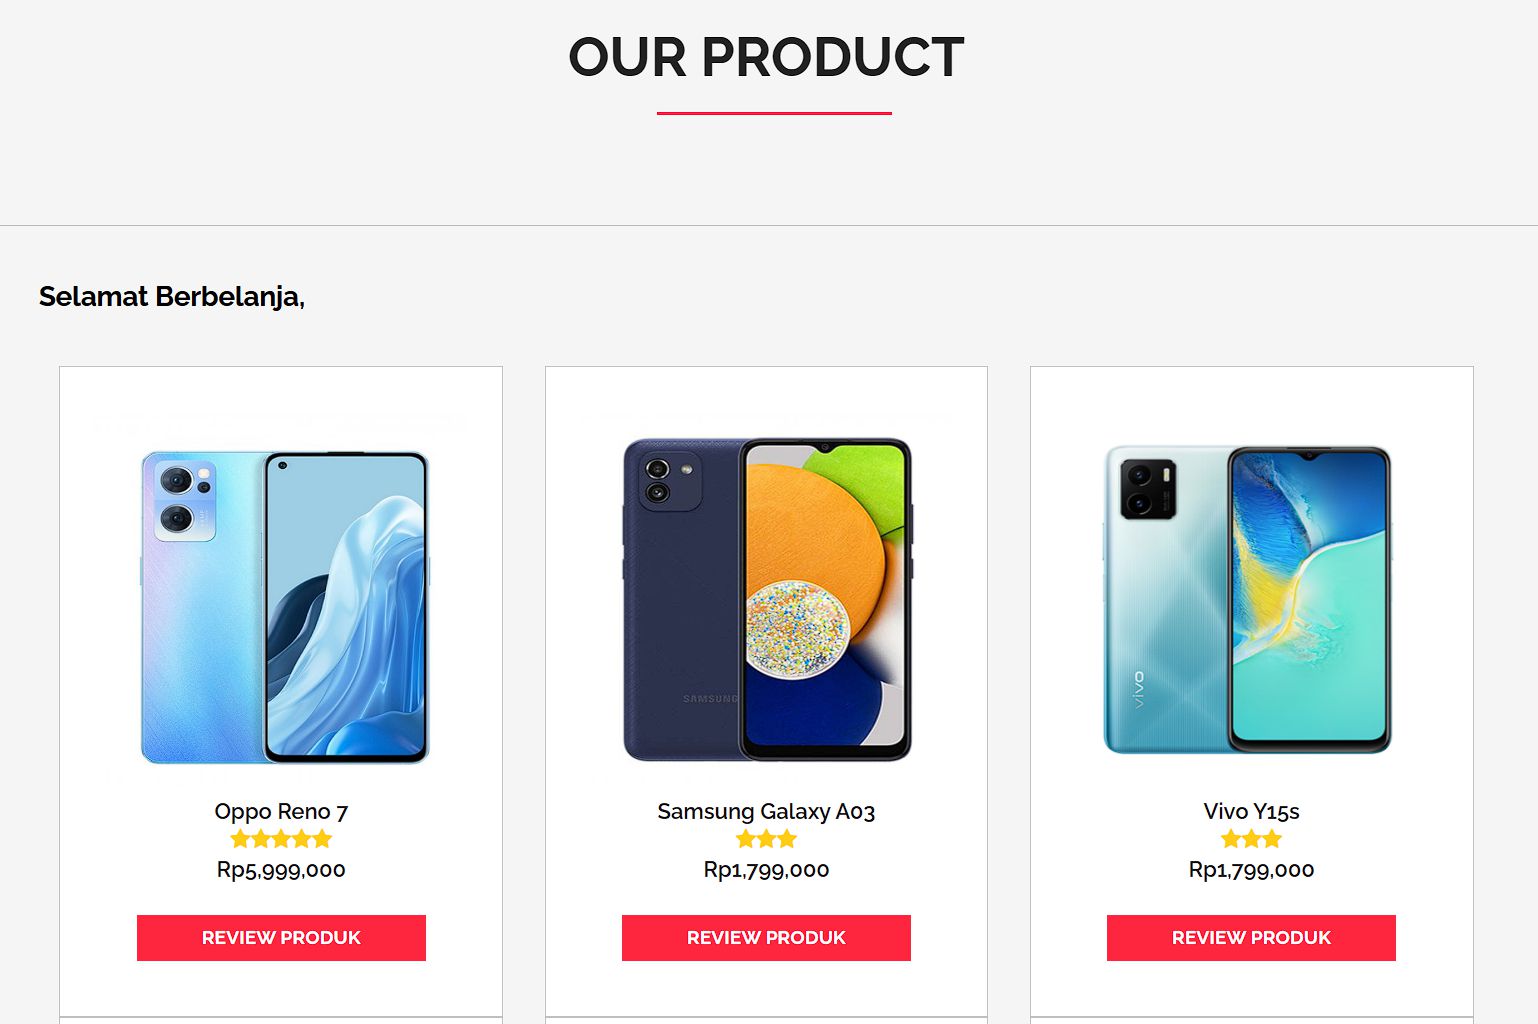 OUR PRODUCT
Selamat Berbelanja,
SAMSUNG
vivo
Oppo Reno 7
Samsung Galaxy A03
Vivo Y15s
Rp5,999,000
Rp1,799,000
Rp1,799,000
REVIEW PRODUK
REVIEW PRODUK
REVIEW PRODUK